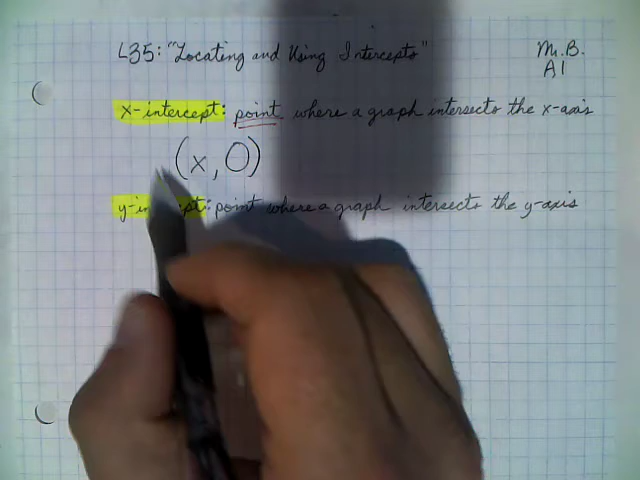 L35: "Locating and Using Intercepts"
M.B.
A1
x-intercept: point where a graph intersects the x-axis
(x, 0)
point where a graph intersects the y-axis